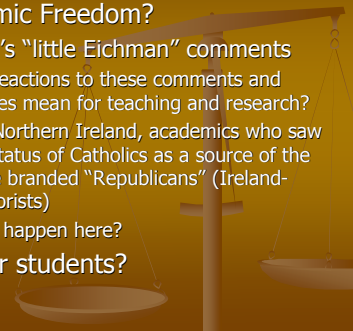 mic Freedom?
's “little Eichman” comments
eactions to these comments and
es mean for teaching and research?
Northern Ireland, academics who saw
tatus of Catholics as a source of the
e branded “Republicans” (Ireland-
orists)
happen here?
r students?